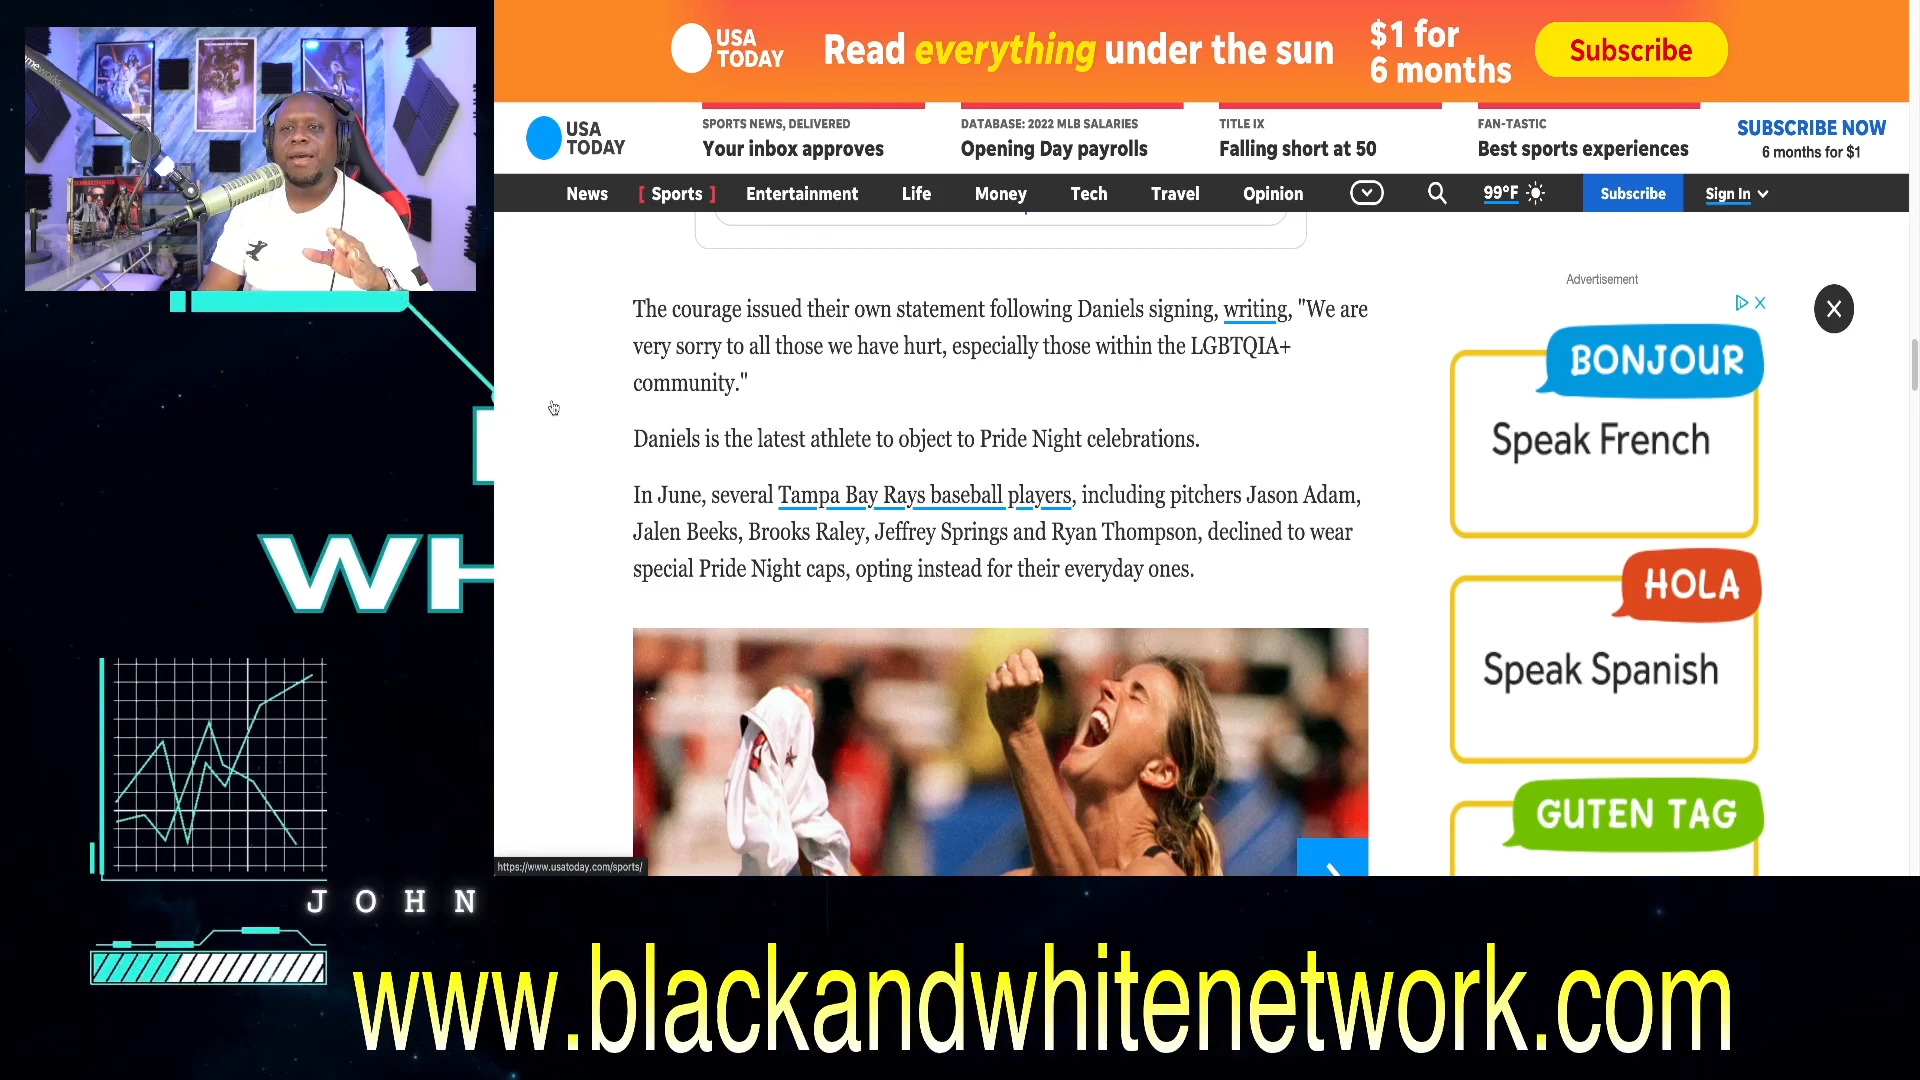 USA
TODAY
Read everything under the sun
$1 for
6 months
Subscribe
USA
TODAY
SPORTS NEWS, DELIVERED
Your inbox approves
DATABASE: 2022 MLB SALARIES
Opening Day payrolls
TITLE IX
Falling short at 50
FAN-TASTIC
Best sports experiences
SUBSCRIBE NOW
6 months for $1
News [ Sports ] Entertainment Life Money Tech Travel Opinion 99°F Subscribe Sign In
The courage issued their own statement following Daniels signing, writing, "We are
very sorry to all those we have hurt, especially those within the LGBTQIA+
community."
Daniels is the latest athlete to object to Pride Night celebrations.
In June, several Tampa Bay Rays baseball players, including pitchers Jason Adam,
Jalen Beeks, Brooks Raley, Jeffrey Springs and Ryan Thompson, declined to wear
special Pride Night caps, opting instead for their everyday ones.
Advertisement
BONJOUR
Speak French
HOLA
Speak Spanish
GUTEN TAG
https://www.usatoday.com/sports/
WH
JOHN
www.blackandwhitenetwork.com